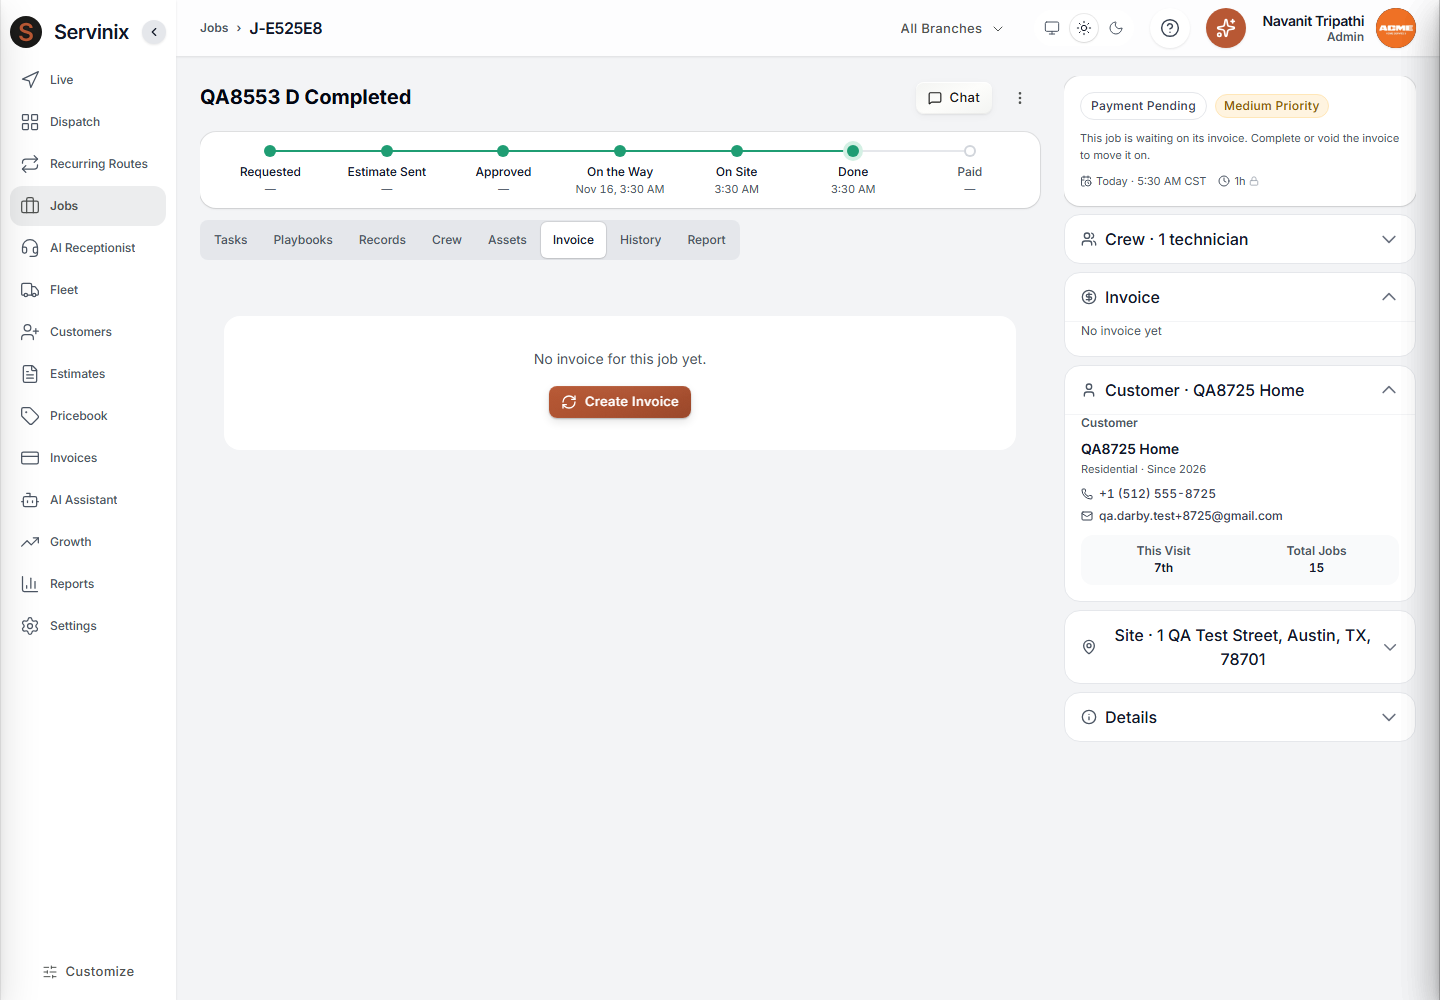 S Servinix
Jobs › J-E525E8
All Branches
Navanit Tripathi
Admin
ACME
Live
Dispatch
Recurring Routes
Jobs
AI Receptionist
Fleet
Customers
Estimates
Pricebook
Invoices
AI Assistant
Growth
Reports
Settings
Customize
QA8553 D Completed
Chat
Requested
—
Estimate Sent
—
Approved
—
On the Way
Nov 16, 3:30 AM
On Site
3:30 AM
Done
3:30 AM
Paid
—
Tasks Playbooks Records Crew Assets Invoice History Report
No invoice for this job yet.
Create Invoice
Payment Pending Medium Priority
This job is waiting on its invoice. Complete or void the invoice
to move it on.
Today · 5:30 AM CST 1h
Crew · 1 technician
Invoice
No invoice yet
Customer · QA8725 Home
Customer
QA8725 Home
Residential · Since 2026
+1 (512) 555-8725
qa.darby.test+8725@gmail.com
This Visit
7th
Total Jobs
15
Site · 1 QA Test Street, Austin, TX,
78701
Details